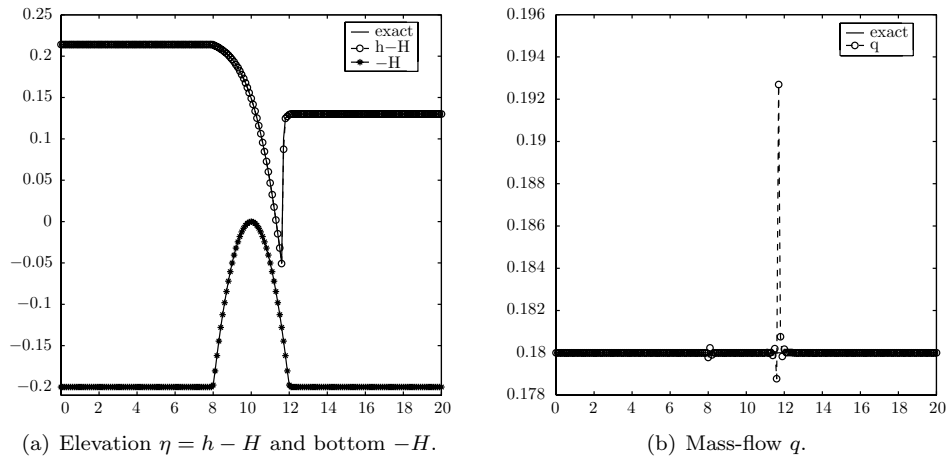 0.25
0.2
0.15
0.1
0.05
0
−0.05
−0.1
−0.15
−0.2
0 2 4 6 8 10 12 14 16 18 20
exact
h−H
−H
(a) Elevation η = h − H and bottom −H.
0.196
0.194
0.192
0.19
0.188
0.186
0.184
0.182
0.18
0.178
0 2 4 6 8 10 12 14 16 18 20
exact
q
(b) Mass-flow q.